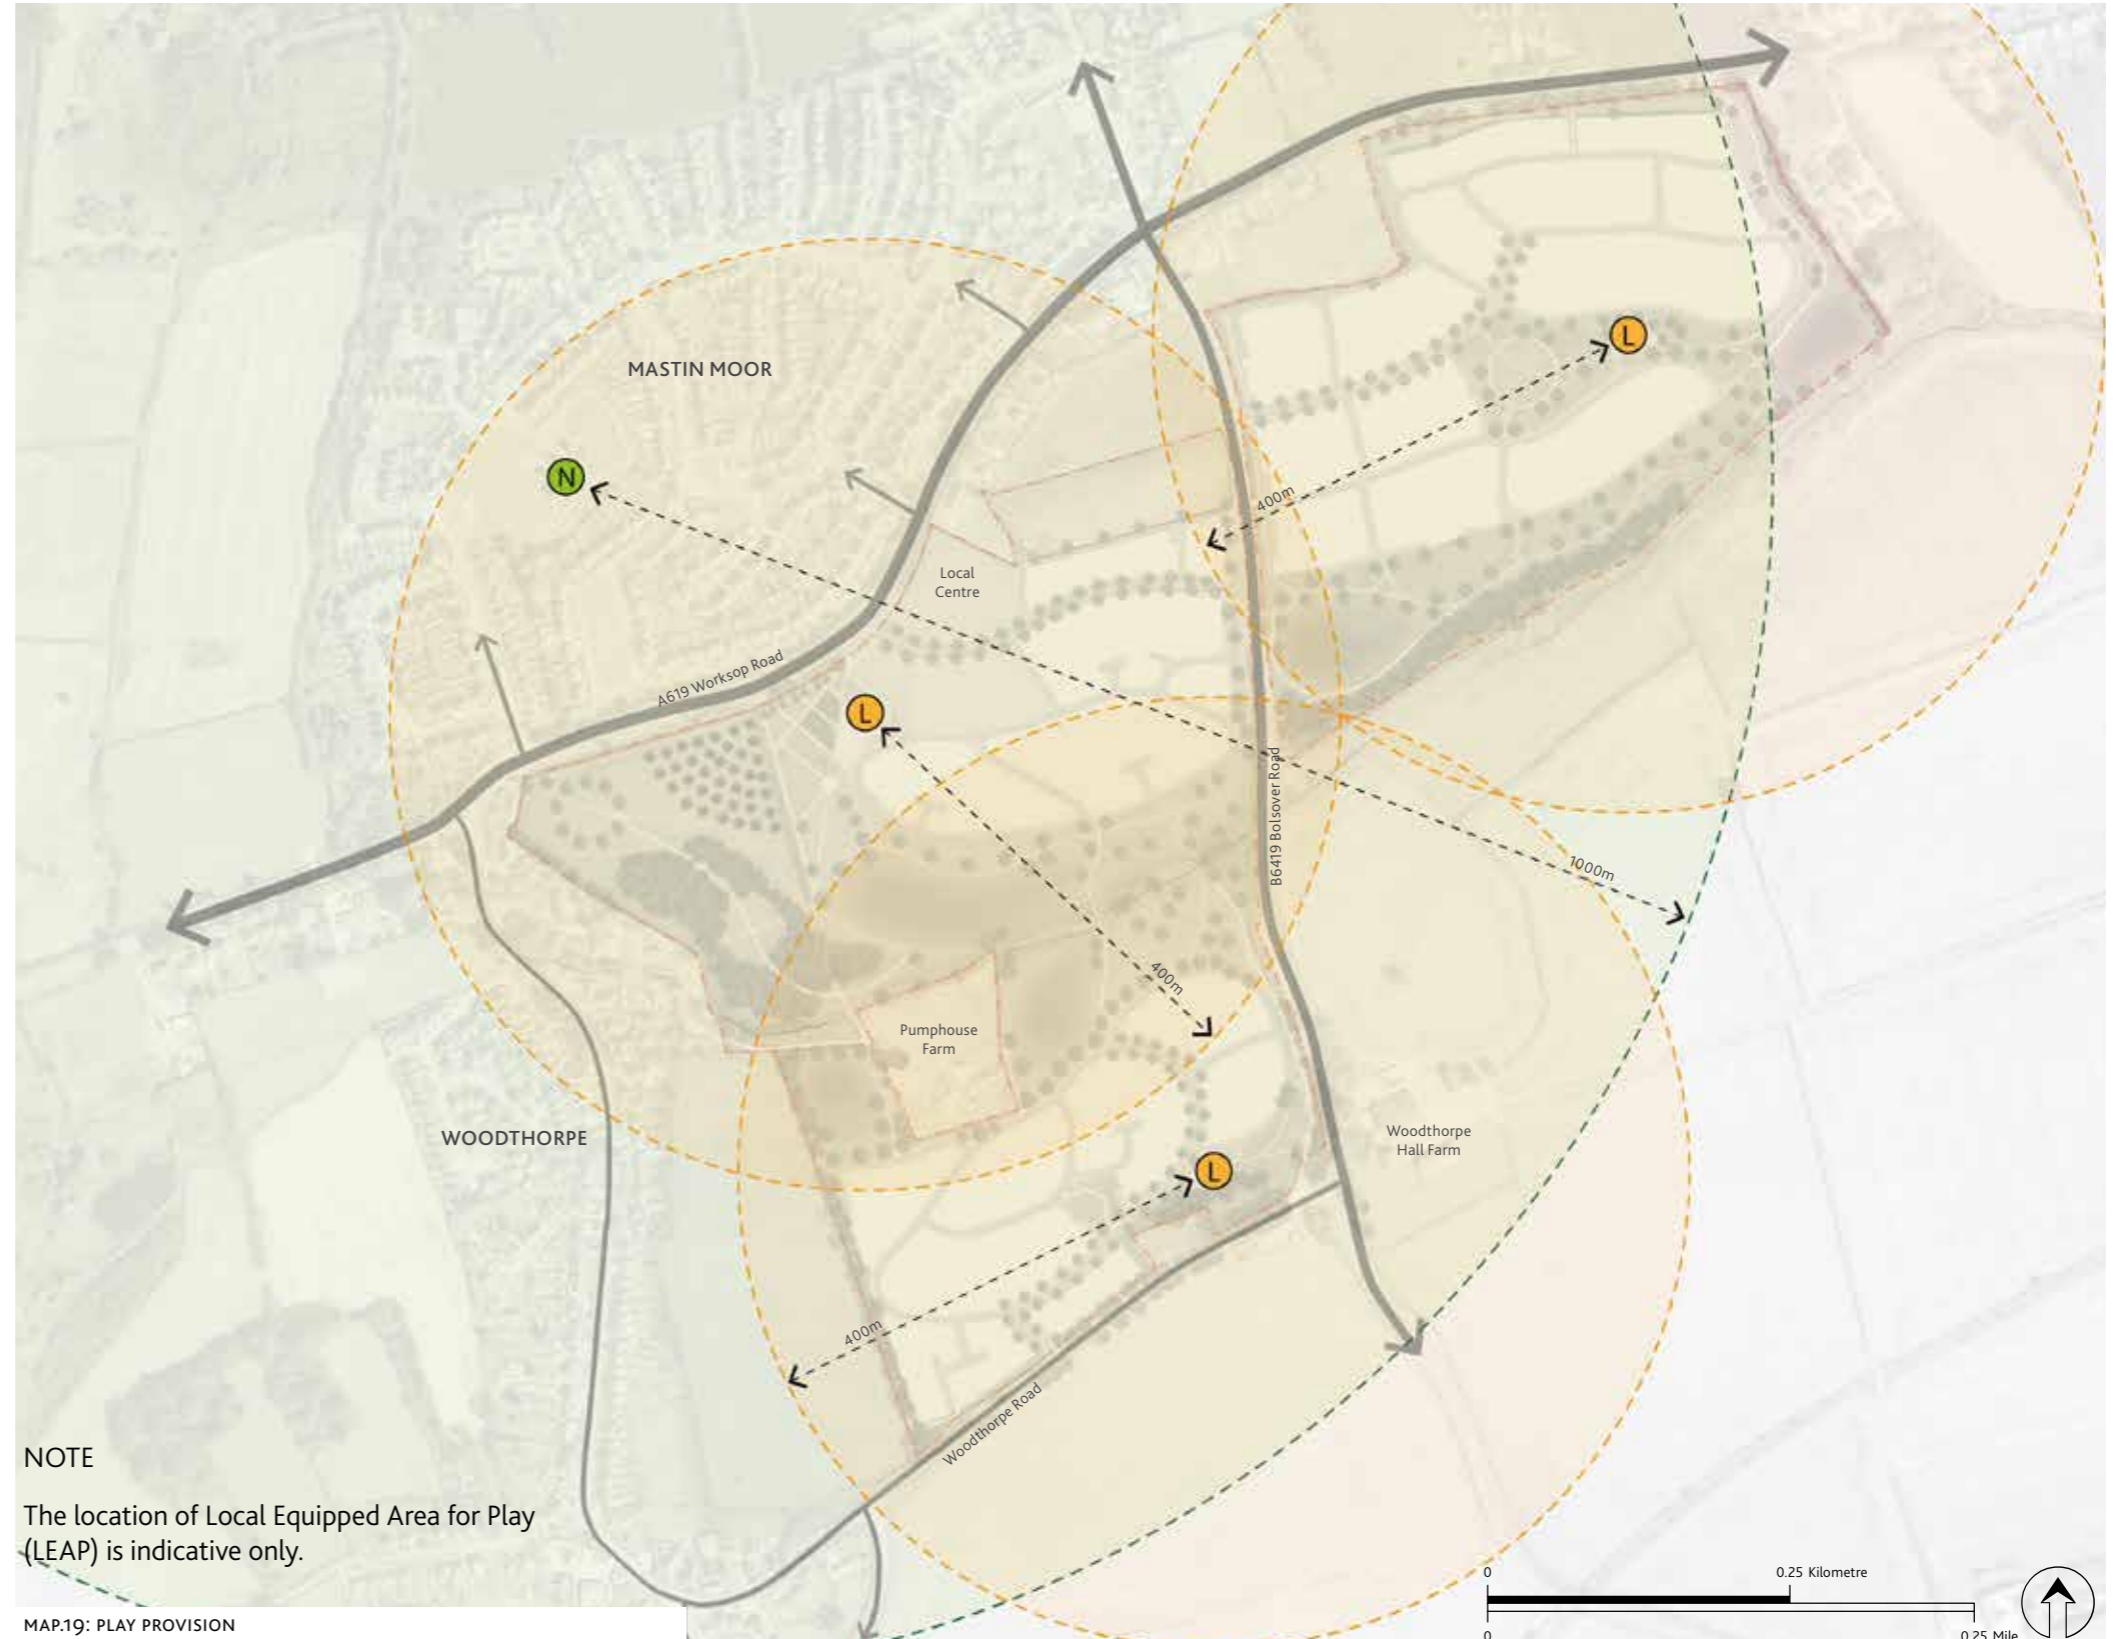 MASTIN MOOR
L
N
400m
Local
Centre
A619 Worksop Road
L
B6419 Bolsover Road
1000m
400m
Pumphouse
Farm
WOODTHORPE
Woodthorpe
Hall Farm
L
400m
Woodthorpe Road
NOTE
The location of Local Equipped Area for Play
(LEAP) is indicative only.
0
0.25 Kilometre
0
0.25 Mile
MAP.19: PLAY PROVISION